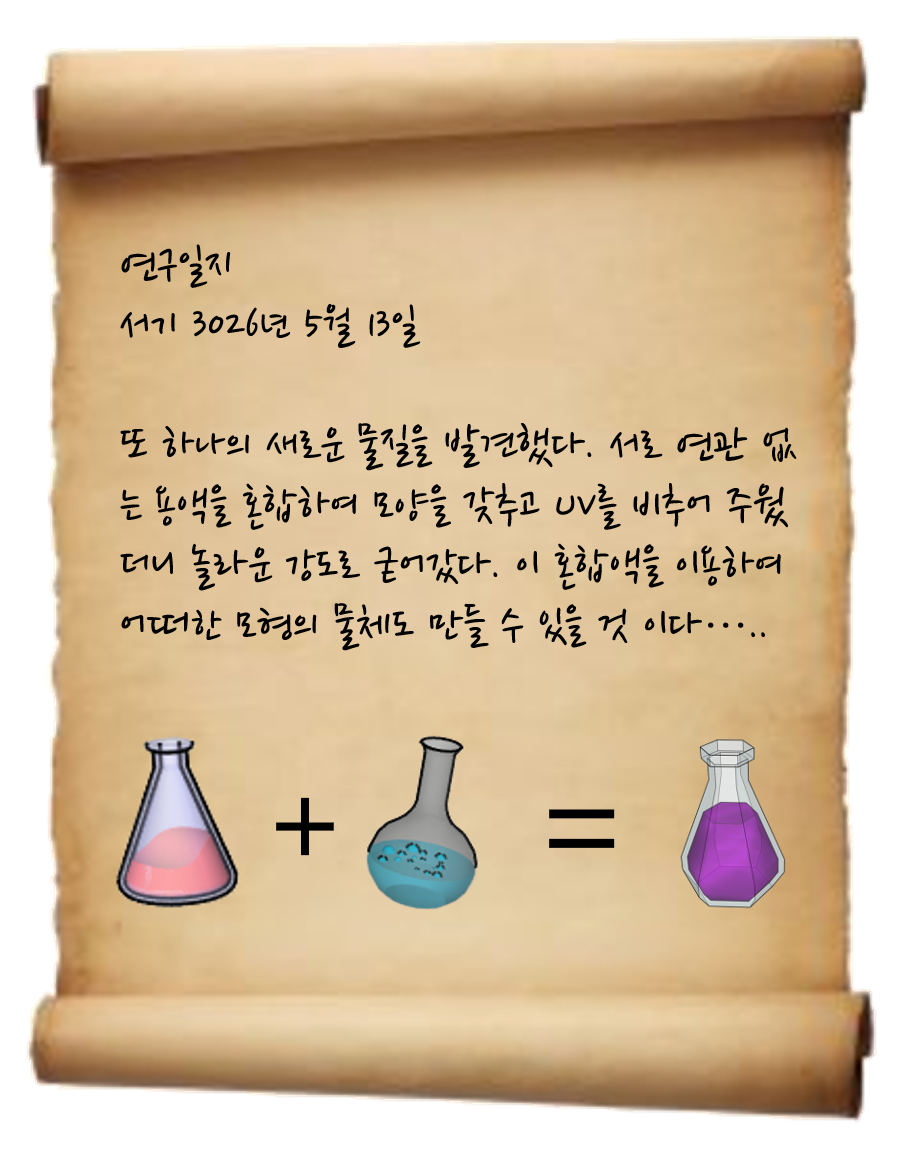 연구일지
서기 3026년 5월 13일
또 하나의 새로운 물질을 발견했다. 서로 연관 없
는 용액을 혼합하여 모양을 갖추고 UV를 비추어 주웠
더니 놀라운 강도로 굳어갔다. 이 혼합액을 이용하여
어떠한 모형의 물체도 만들 수 있을 것 이다…..
+ =